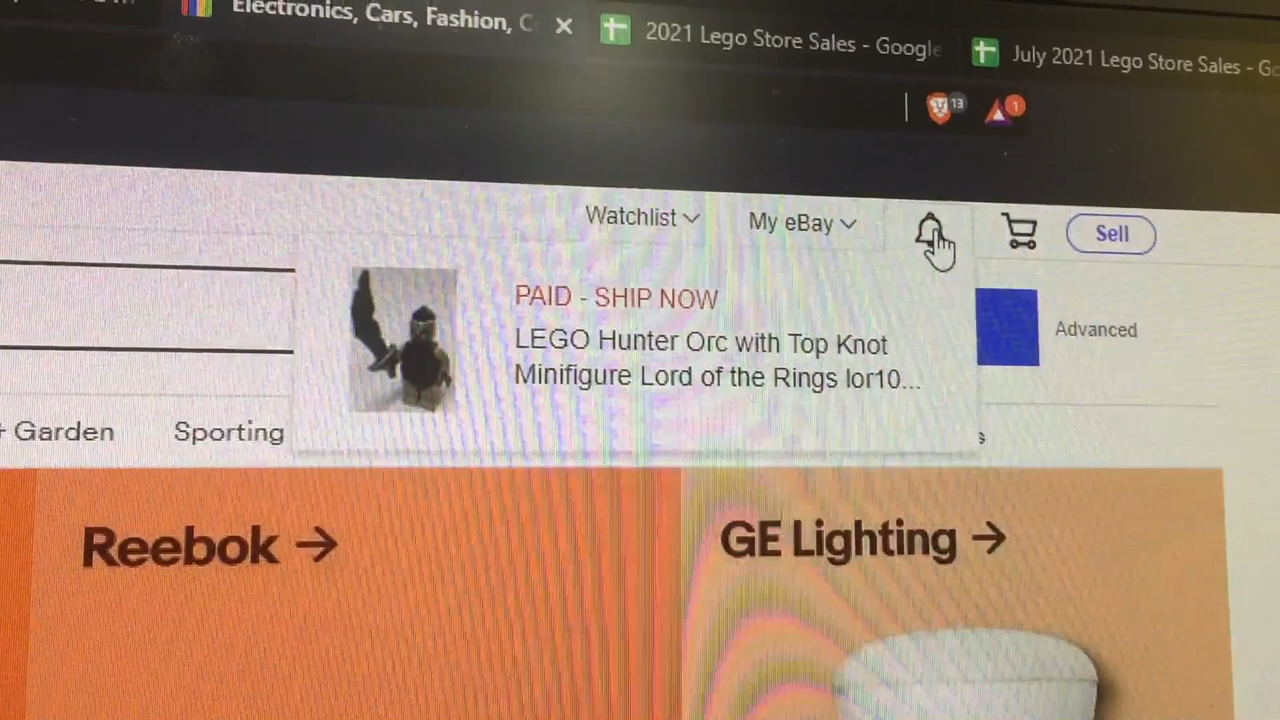 Electronics, Cars, Fashion, C
2021 Lego Store Sales - Google
July 2021 Lego Store Sales - Go
13
1
Watchlist
My eBay
Sell
PAID - SHIP NOW
LEGO Hunter Orc with Top Knot
Minifigure Lord of the Rings lor10...
Advanced
Garden
Sporting
s
Reebok →
GE Lighting →